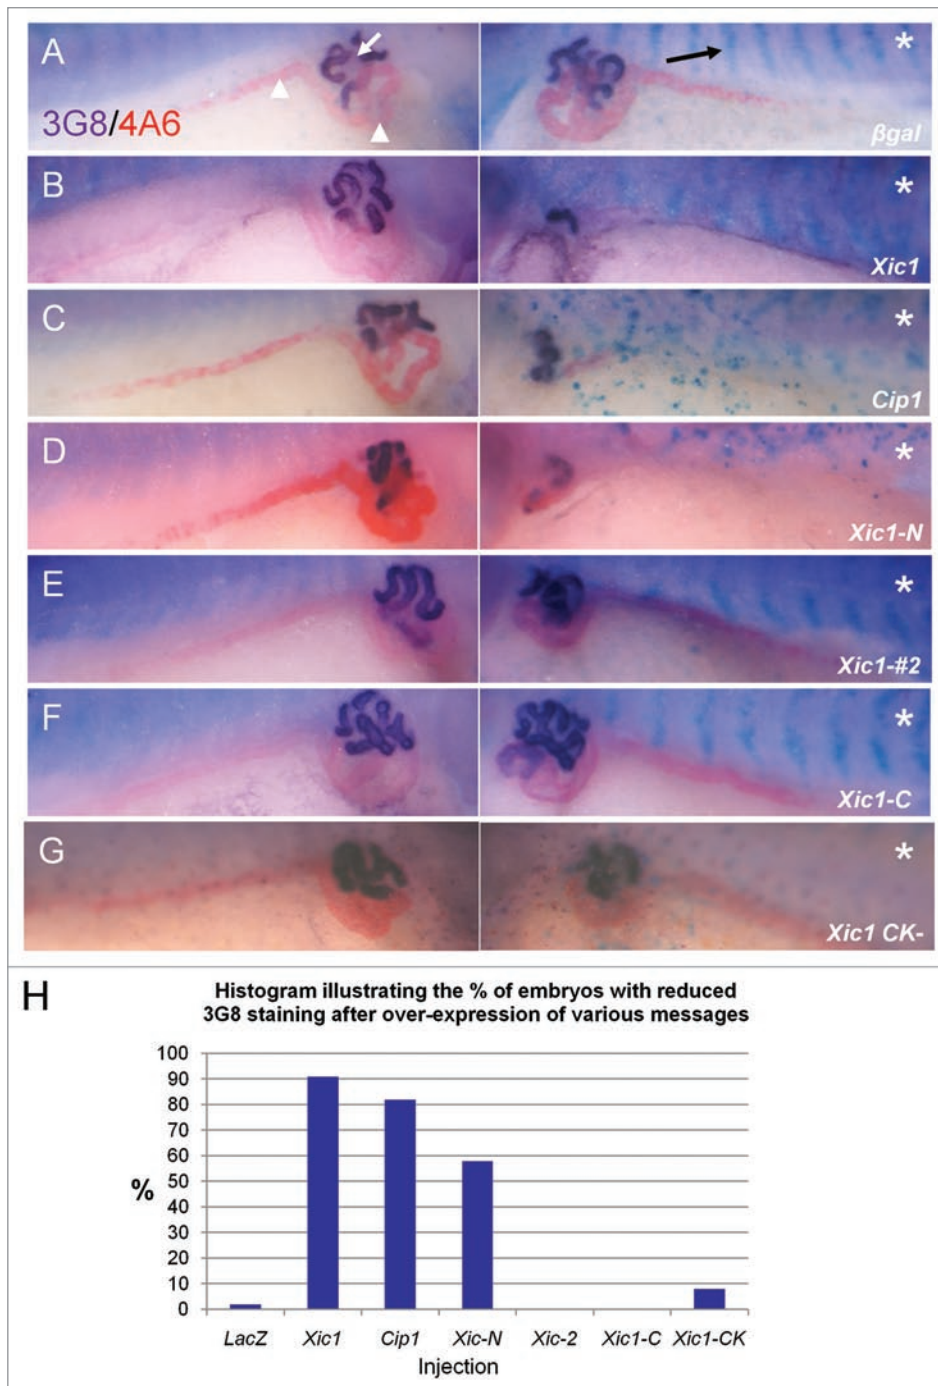 A
3G8/4A6
*
βgal
B
*
Xic1
C
*
Cip1
D
*
Xic1-N
E
*
Xic1-#2
F
*
Xic1-C
G
*
Xic1 CK-
H
Histogram illustrating the % of embryos with reduced
3G8 staining after over-expression of various messages
100
90
80
70
60
50
40
30
20
10
0
%
LacZ Xic1 Cip1 Xic-N Xic-2 Xic1-C Xic1-CK
Injection